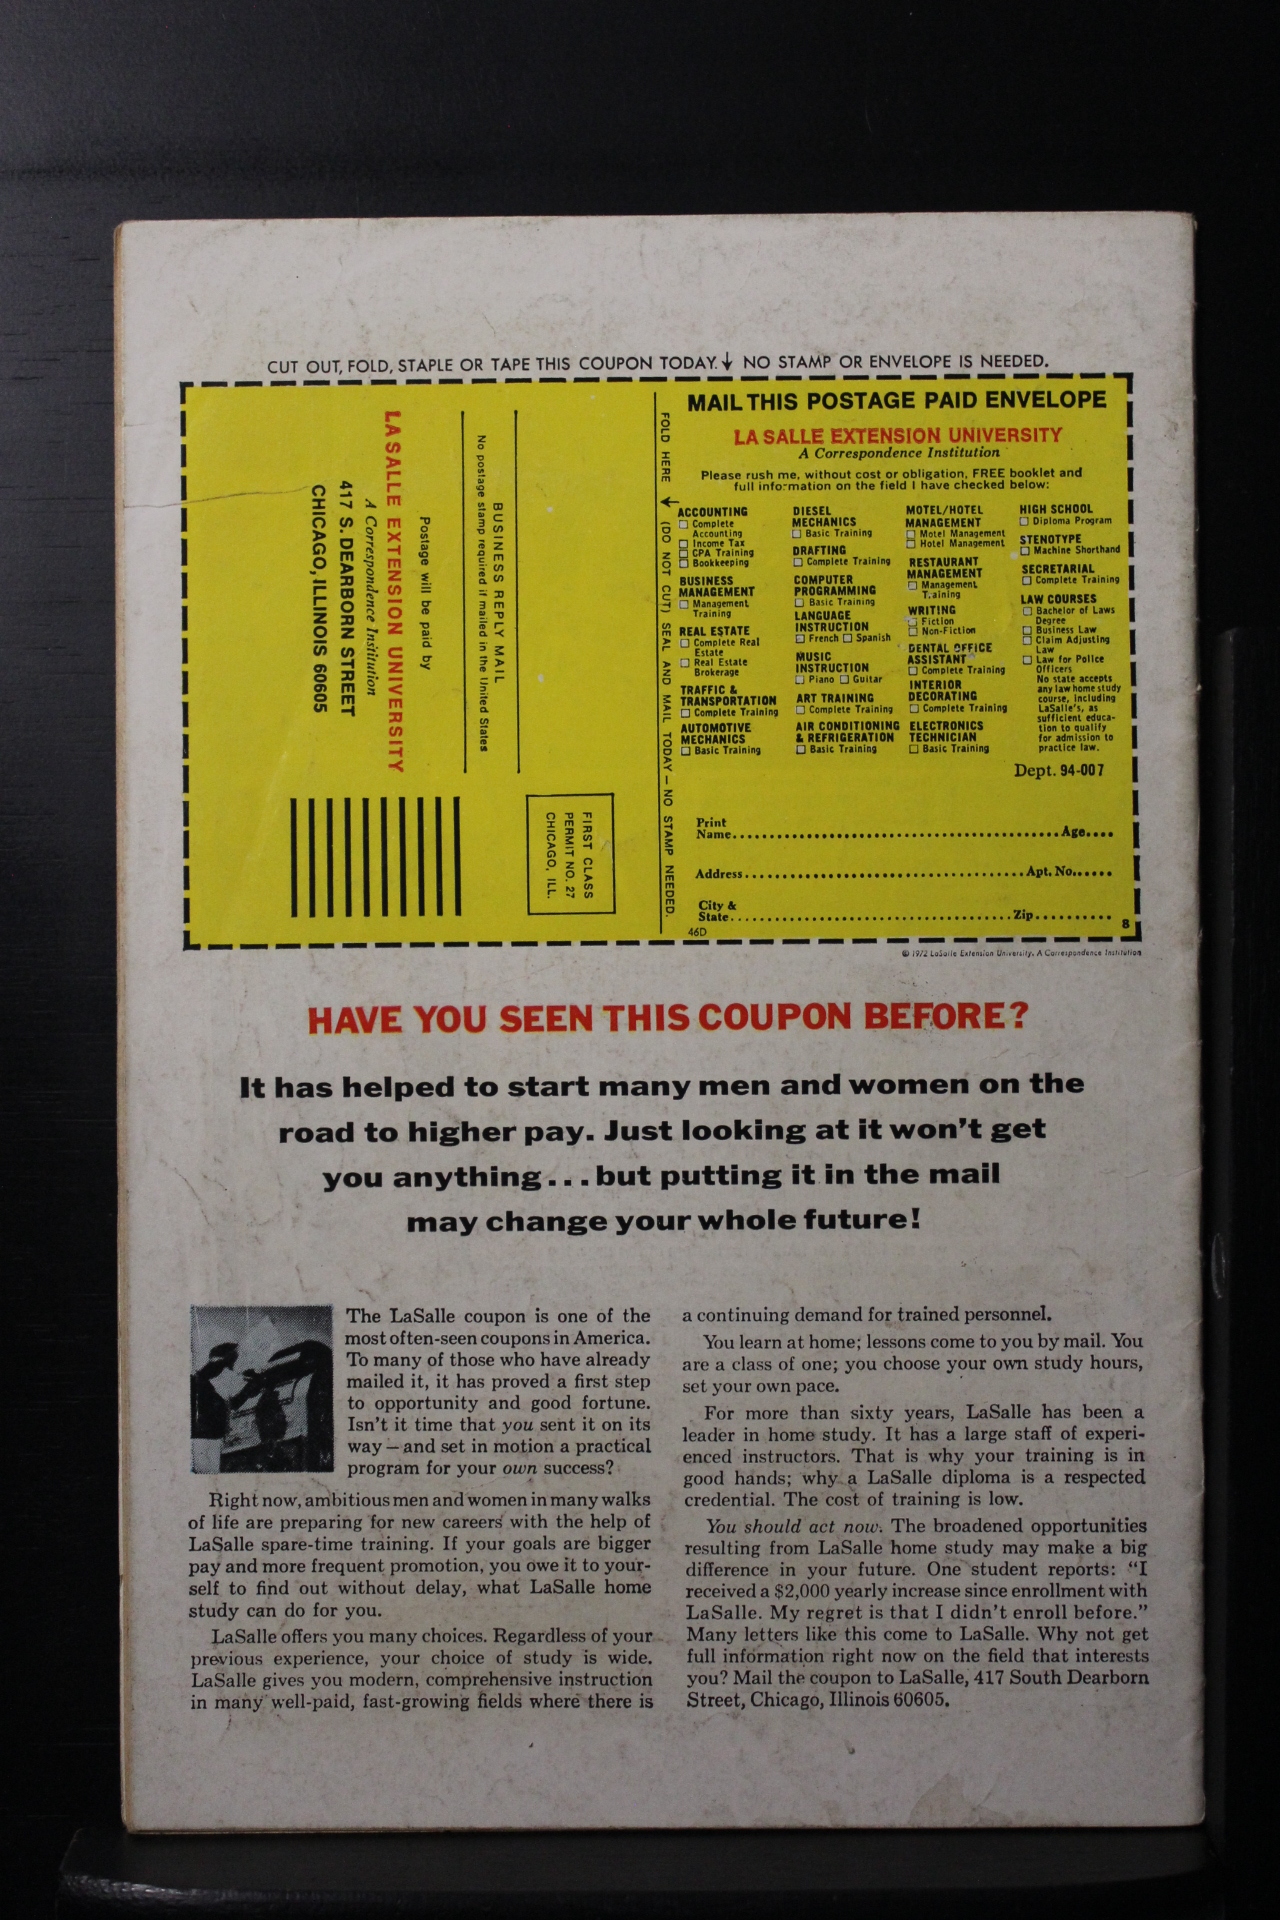 CUT OUT, FOLD, STAPLE OR TAPE THIS COUPON TODAY. ↓ NO STAMP OR ENVELOPE IS NEEDED.
FIRST CLASS
PERMIT NO. 27
CHICAGO, ILL.
BUSINESS REPLY MAIL
No postage stamp required if mailed in the United States
Postage will be paid by
LA SALLE EXTENSION UNIVERSITY
A Correspondence Institution
417 S. DEARBORN STREET
CHICAGO, ILLINOIS 60605
FOLD HERE ↓ (DO NOT CUT) SEAL AND MAIL TODAY — NO STAMP NEEDED.
MAIL THIS POSTAGE PAID ENVELOPE
LA SALLE EXTENSION UNIVERSITY
A Correspondence Institution
Please rush me, without cost or obligation, FREE booklet and
full information on the field I have checked below:
ACCOUNTING
☐ Complete
Accounting
☐ Income Tax
☐ CPA Training
☐ Bookkeeping
BUSINESS
MANAGEMENT
☐ Management
Training
REAL ESTATE
☐ Complete Real
Estate
☐ Real Estate
Brokerage
TRAFFIC &
TRANSPORTATION
☐ Complete Training
AUTOMOTIVE
MECHANICS
☐ Basic Training
DIESEL
MECHANICS
☐ Basic Training
DRAFTING
☐ Complete Training
COMPUTER
PROGRAMMING
☐ Basic Training
LANGUAGE
INSTRUCTION
☐ French ☐ Spanish
MUSIC
INSTRUCTION
☐ Piano ☐ Guitar
ART TRAINING
☐ Complete Training
AIR CONDITIONING
& REFRIGERATION
☐ Basic Training
MOTEL/HOTEL
MANAGEMENT
☐ Motel Management
☐ Hotel Management
RESTAURANT
MANAGEMENT
☐ Management
Training
WRITING
☐ Fiction
☐ Non-Fiction
DENTAL OFFICE
ASSISTANT
☐ Complete Training
INTERIOR
DECORATING
☐ Complete Training
ELECTRONICS
TECHNICIAN
☐ Basic Training
HIGH SCHOOL
☐ Diploma Program
STENOTYPE
☐ Machine Shorthand
SECRETARIAL
☐ Complete Training
LAW COURSES
☐ Bachelor of Laws
Degree
☐ Business Law
☐ Claim Adjusting
Law
☐ Law for Police
Officers
No state accepts
any law home study
course, including
LaSalle's, as
sufficient educa-
tion to qualify
for admission to
practice law.
Dept. 94-007
Print
Name..........Age....
Address..........Apt. No......
City &
State..........Zip..........
46D
8
© 1972 LaSalle Extension University, A Correspondence Institution
HAVE YOU SEEN THIS COUPON BEFORE?
It has helped to start many men and women on the
road to higher pay. Just looking at it won't get
you anything...but putting it in the mail
may change your whole future!
The LaSalle coupon is one of the
most often-seen coupons in America.
To many of those who have already
mailed it, it has proved a first step
to opportunity and good fortune.
Isn't it time that you sent it on its
way—and set in motion a practical
program for your own success?
Right now, ambitious men and women in many walks
of life are preparing for new careers with the help of
LaSalle spare-time training. If your goals are bigger
pay and more frequent promotion, you owe it to your-
self to find out without delay, what LaSalle home
study can do for you.
LaSalle offers you many choices. Regardless of your
previous experience, your choice of study is wide.
LaSalle gives you modern, comprehensive instruction
in many well-paid, fast-growing fields where there is
a continuing demand for trained personnel.
You learn at home; lessons come to you by mail. You
are a class of one; you choose your own study hours,
set your own pace.
For more than sixty years, LaSalle has been a
leader in home study. It has a large staff of experi-
enced instructors. That is why your training is in
good hands; why a LaSalle diploma is a respected
credential. The cost of training is low.
You should act now. The broadened opportunities
resulting from LaSalle home study may make a big
difference in your future. One student reports: "I
received a $2,000 yearly increase since enrollment with
LaSalle. My regret is that I didn't enroll before."
Many letters like this come to LaSalle. Why not get
full information right now on the field that interests
you? Mail the coupon to LaSalle, 417 South Dearborn
Street, Chicago, Illinois 60605.